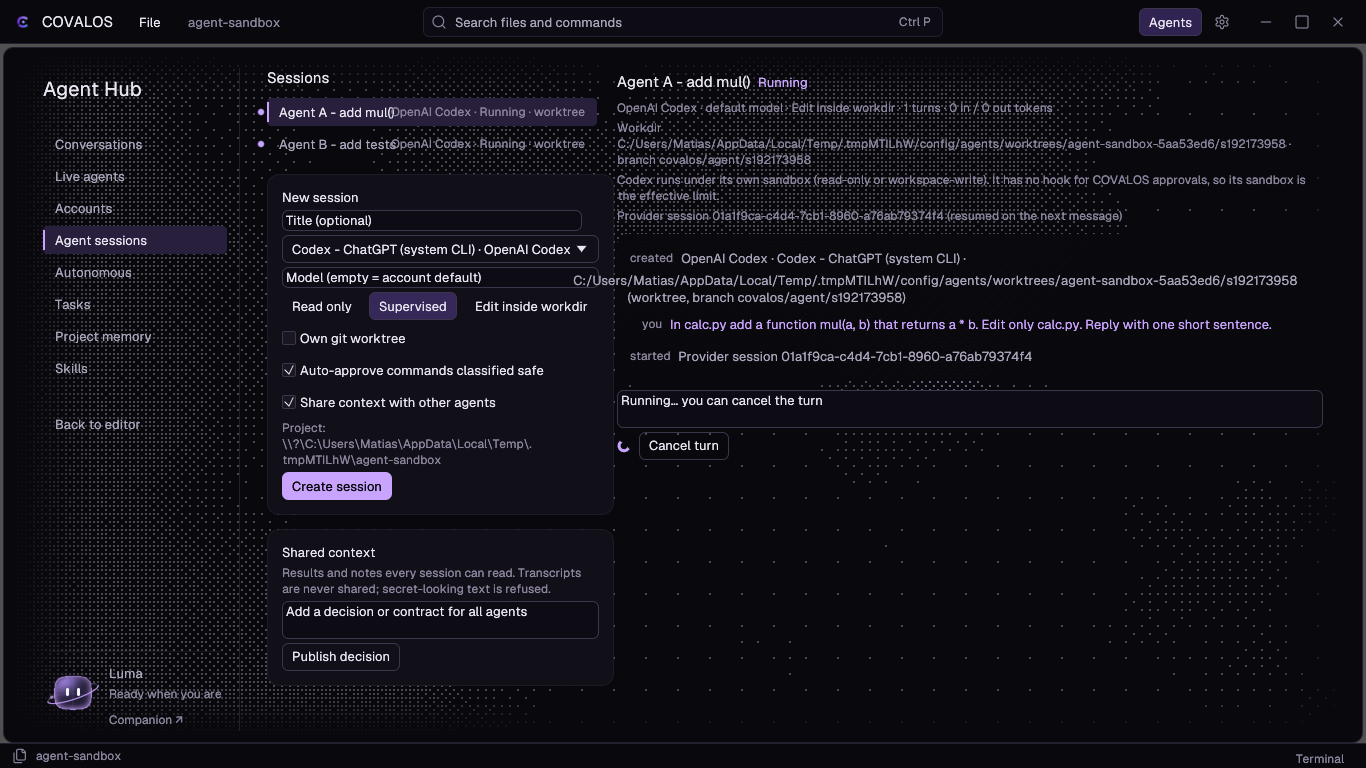 COVALOS File agent-sandbox Search files and commands Ctrl P Agents
Agent Hub
Conversations
Live agents
Accounts
Agent sessions
Autonomous
Tasks
Project memory
Skills
Back to editor
Luma
Ready when you are
Companion ↗
Sessions
Agent A - add mul() OpenAI Codex · Running · worktree
Agent B - add tests OpenAI Codex · Running · worktree
New session
Title (optional)
Codex - ChatGPT (system CLI) · OpenAI Codex
Model (empty = account default)
Read only Supervised Edit inside workdir
Own git worktree
Auto-approve commands classified safe
Share context with other agents
Project:
\\?\C:\Users\Matias\AppData\Local\Temp\.
tmpMTILhW\agent-sandbox
Create session
Shared context
Results and notes every session can read. Transcripts
are never shared; secret-looking text is refused.
Add a decision or contract for all agents
Publish decision
Agent A - add mul() Running
OpenAI Codex · default model · Edit inside workdir · 1 turns · 0 in / 0 out tokens
Workdir
C:/Users/Matias/AppData/Local/Temp/.tmpMTILhW/config/agents/worktrees/agent-sandbox-5aa53ed6/s192173958 ·
branch covalos/agent/s192173958
Codex runs under its own sandbox (read-only or workspace-write). It has no hook for COVALOS approvals, so its sandbox is
the effective limit.
Provider session 01a1f9ca-c4d4-7cb1-8960-a76ab79374f4 (resumed on the next message)
created OpenAI Codex · Codex - ChatGPT (system CLI) ·
C:/Users/Matias/AppData/Local/Temp/.tmpMTILhW/config/agents/worktrees/agent-sandbox-5aa53ed6/s192173958
(worktree, branch covalos/agent/s192173958)
you In calc.py add a function mul(a, b) that returns a * b. Edit only calc.py. Reply with one short sentence.
started Provider session 01a1f9ca-c4d4-7cb1-8960-a76ab79374f4
Running… you can cancel the turn
Cancel turn
agent-sandbox Terminal